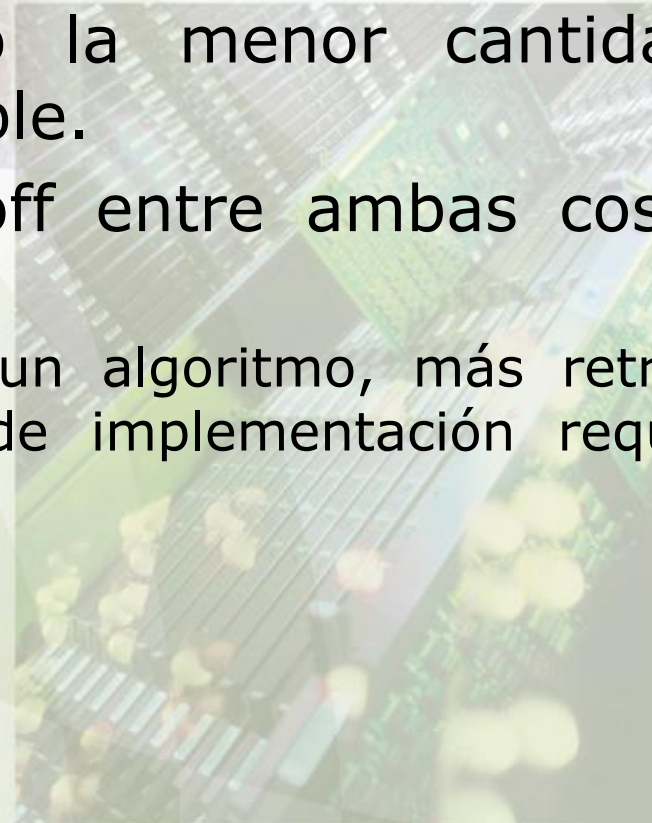 la menor cantida
ble.
off entre ambas cos
un algoritmo, más retr
de implementación requ